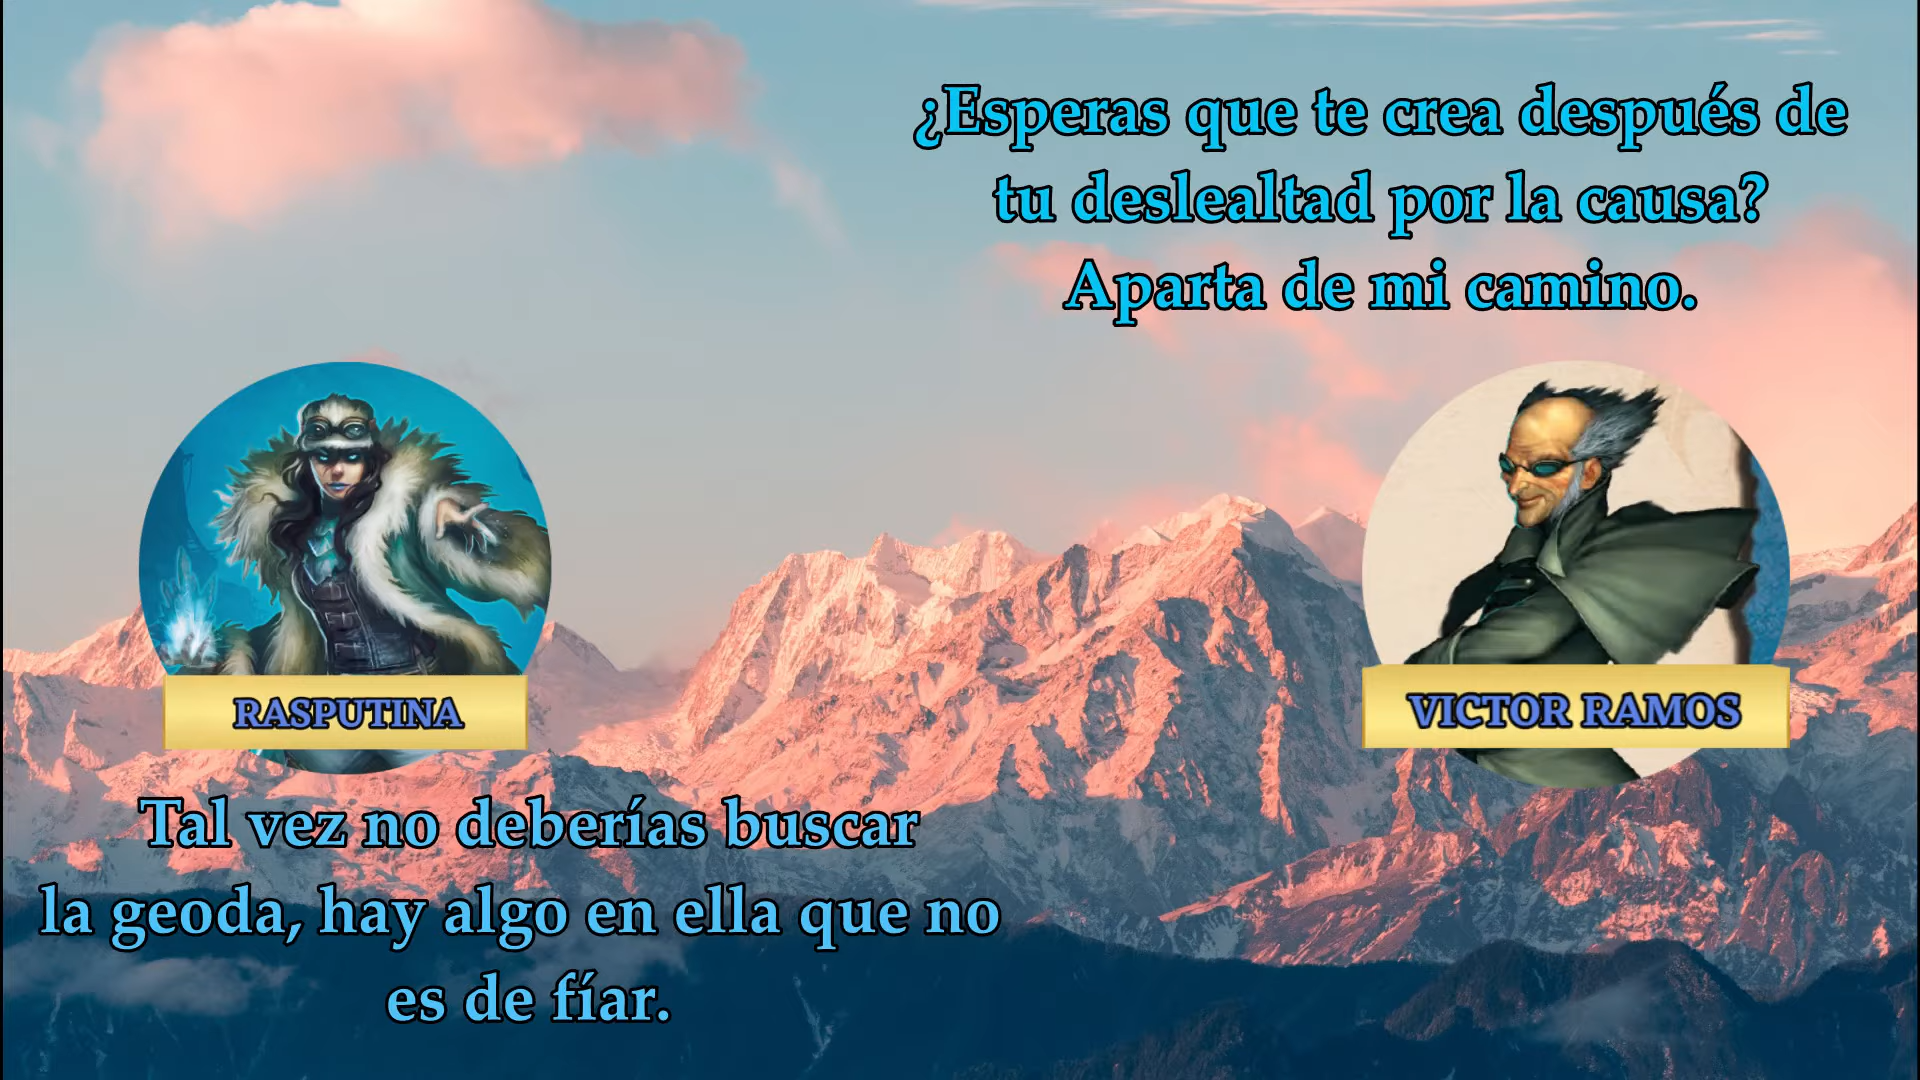 ¿Esperas que te crea después de
tu deslealtad por la causa?
Aparta de mi camino.
RASPUTINA
VICTOR RAMOS
Tal vez no deberías buscar
la geoda, hay algo en ella que no
es de fíar.